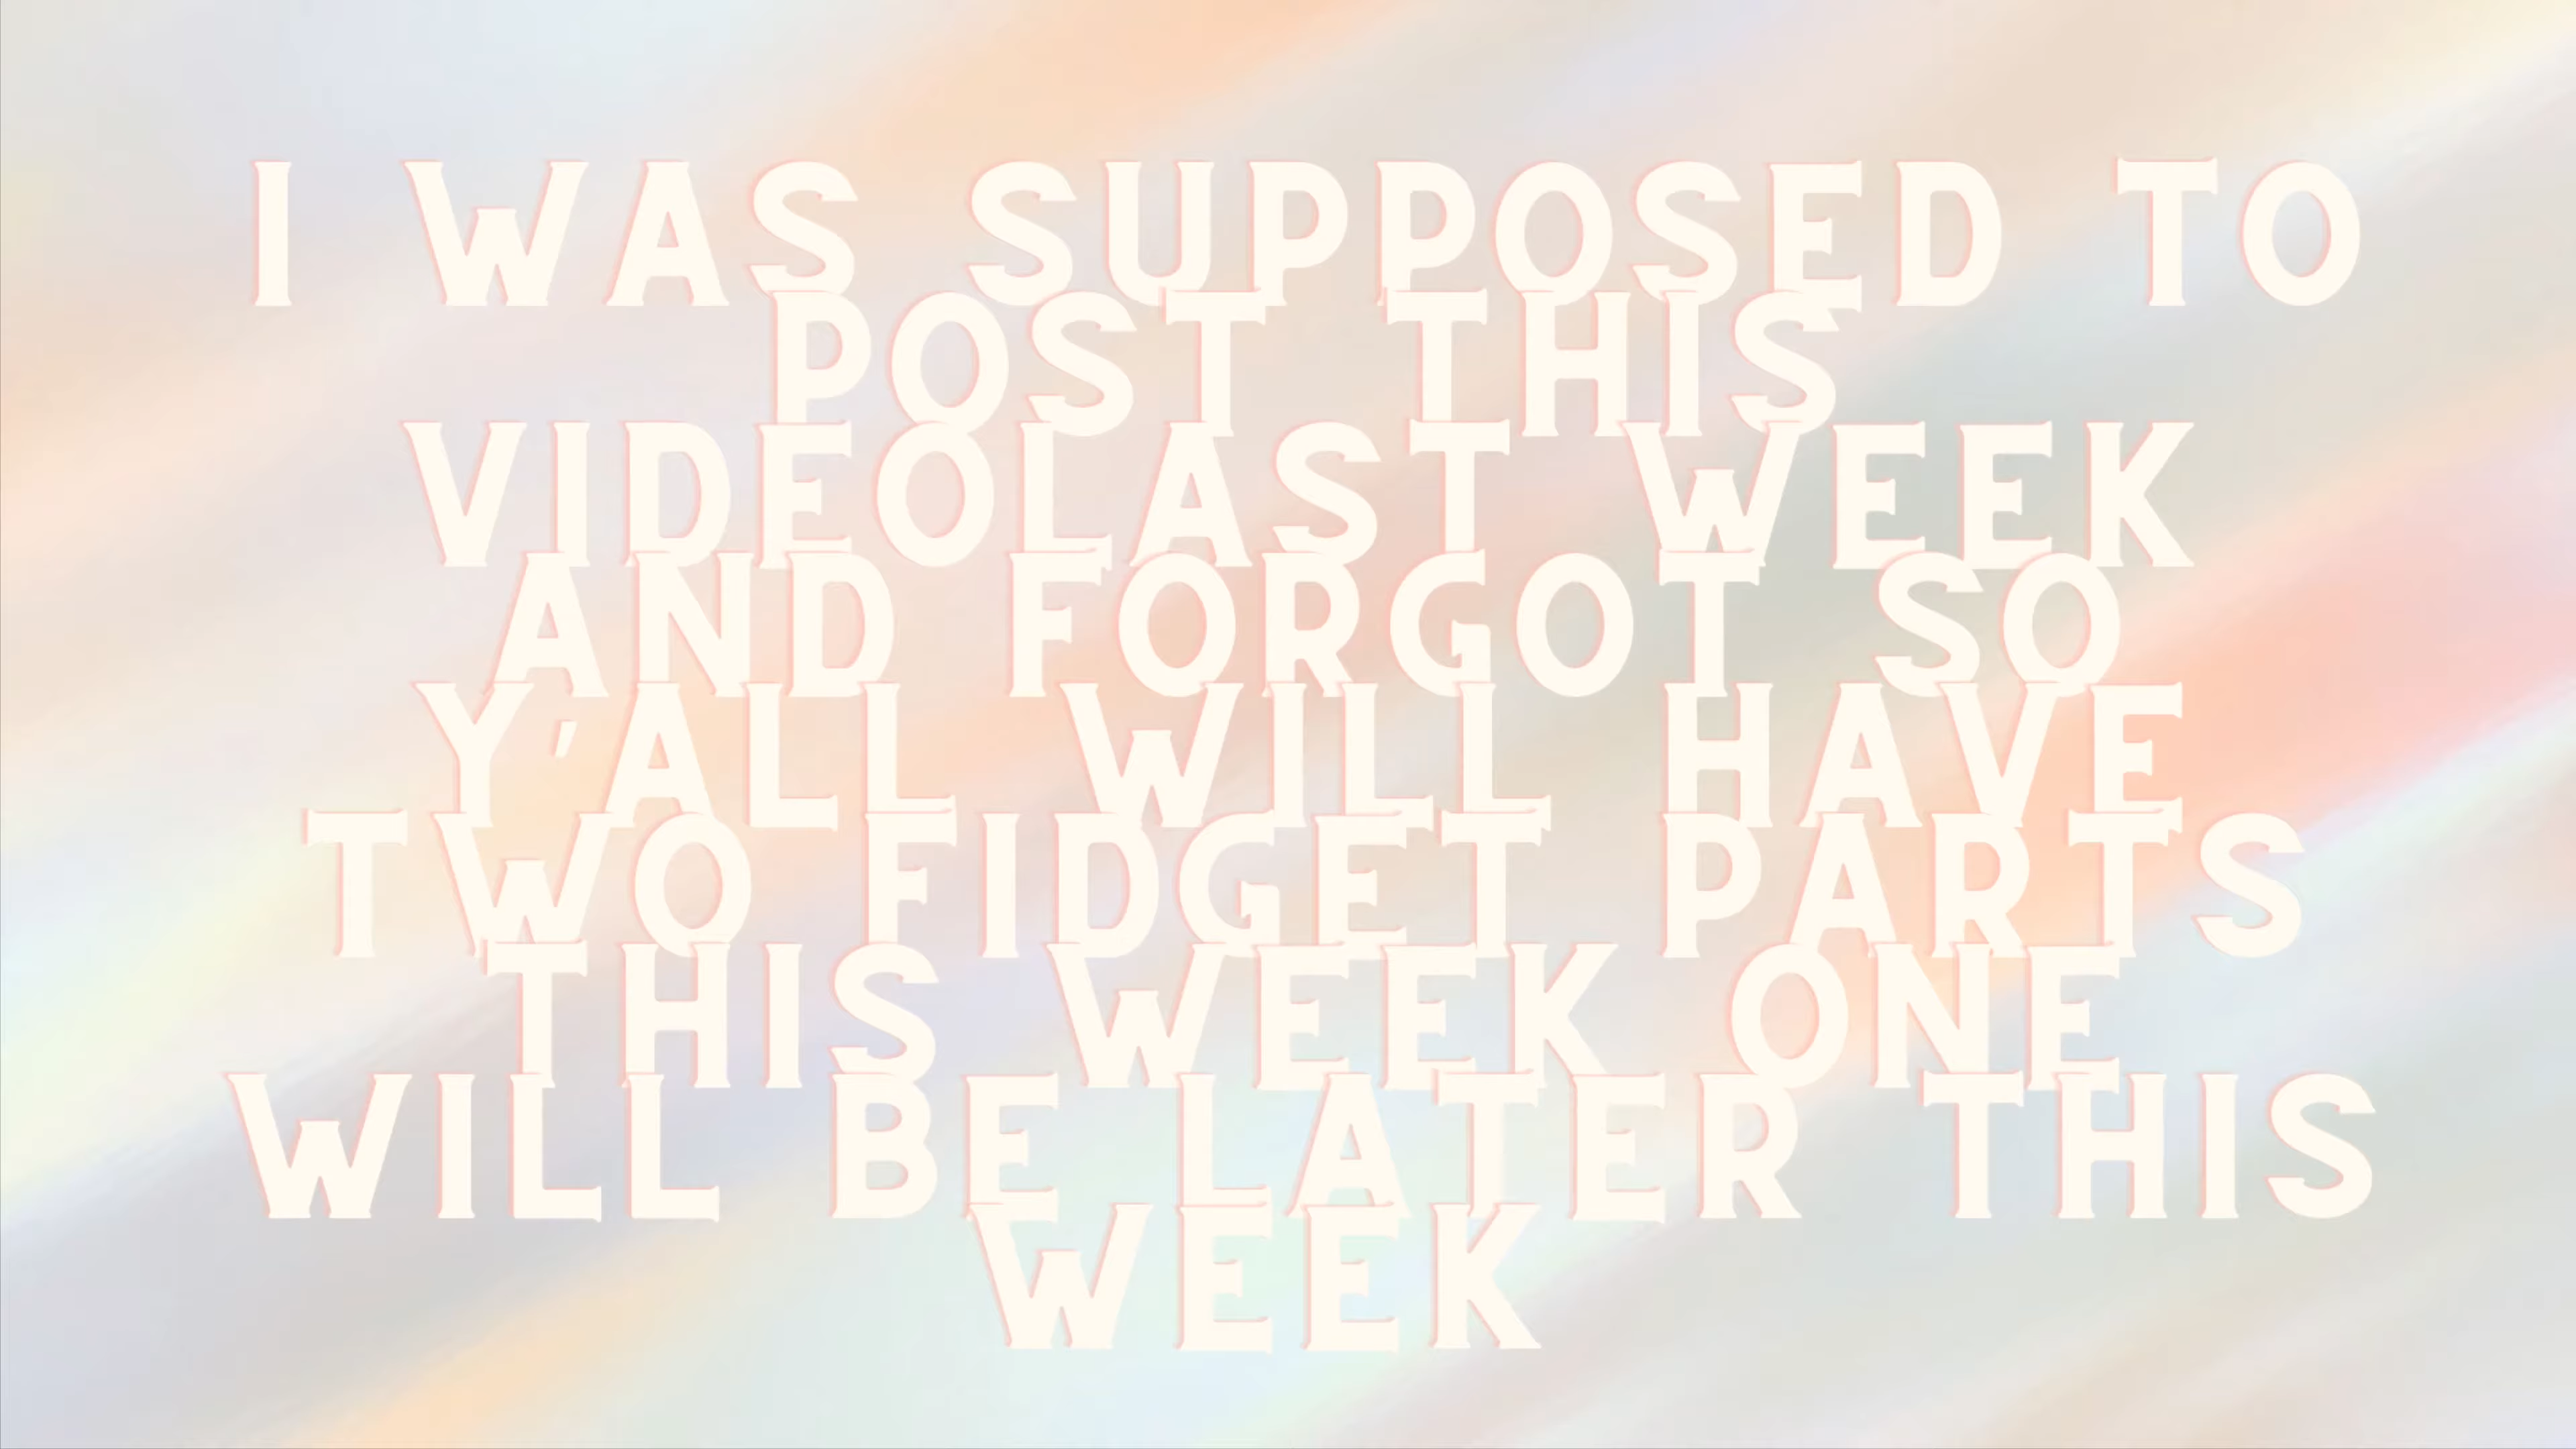 I WAS SUPPOSED TO
POST THIS
VIDEOLAST WEEK
AND FORGOT SO
Y'ALL WILL HAVE
TWO FIDGET PARTS
THIS WEEK ONE
WILL BE LATER THIS
WEEK